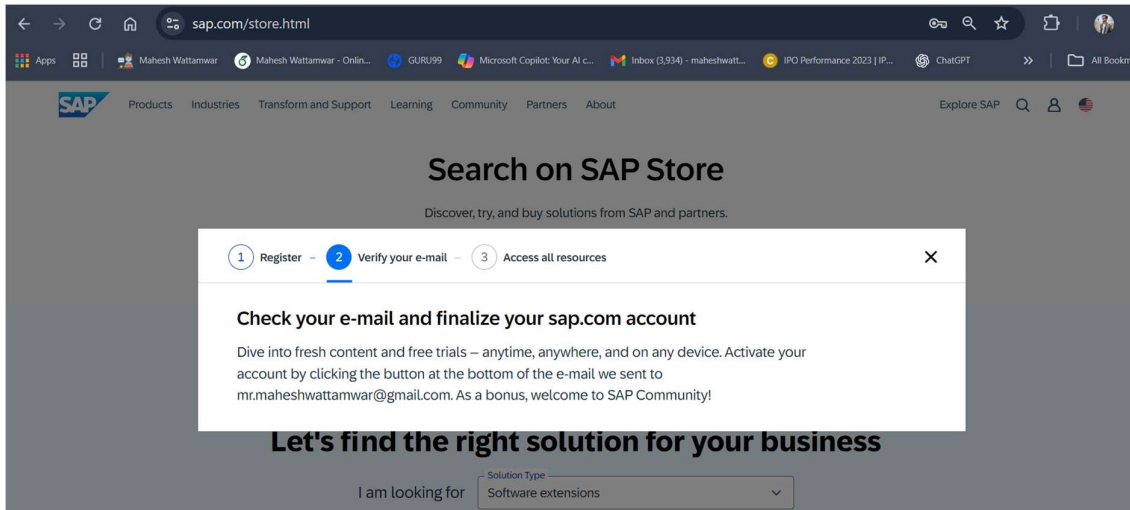 sap.com/store.html
Apps Mahesh Wattamwar Mahesh Wattamwar - Onlin... GURU99 Microsoft Copilot: Your AI c... Inbox (3,934) - maheshwatt... IPO Performance 2023 | IP... ChatGPT » All Bookm
SAP Products Industries Transform and Support Learning Community Partners About Explore SAP
Search on SAP Store
Discover, try, and buy solutions from SAP and partners.
1 Register – 2 Verify your e-mail – 3 Access all resources
Check your e-mail and finalize your sap.com account
Dive into fresh content and free trials – anytime, anywhere, and on any device. Activate your
account by clicking the button at the bottom of the e-mail we sent to
mr.maheshwattamwar@gmail.com. As a bonus, welcome to SAP Community!
Let's find the right solution for your business
Solution Type
I am looking for Software extensions